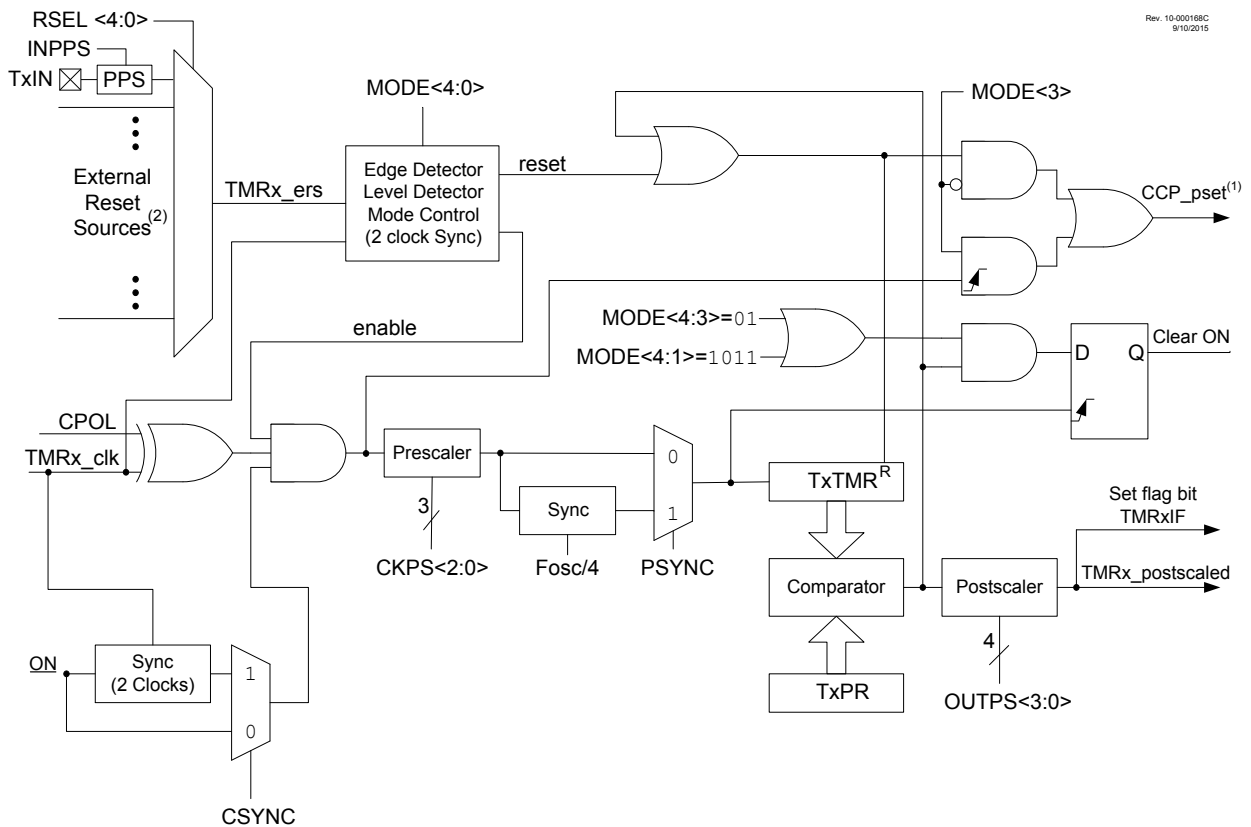 Rev. 10-000168C
9/10/2015
RSEL <4:0>
INPPS
TxIN
PPS
MODE<4:0>
MODE<3>
External
Reset
Sources(2)
TMRx_ers
Edge Detector
Level Detector
Mode Control
(2 clock Sync)
reset
CCP_pset(1)
enable
MODE<4:3>=01
MODE<4:1>=1011
D
Q
Clear ON
CPOL
TMRx_clk
Prescaler
3
CKPS<2:0>
Sync
Fosc/4
0
1
PSYNC
TxTMR
R
Comparator
TxPR
Postscaler
4
OUTPS<3:0>
Set flag bit
TMRxIF
TMRx_postscaled
ON
Sync
(2 Clocks)
1
0
CSYNC